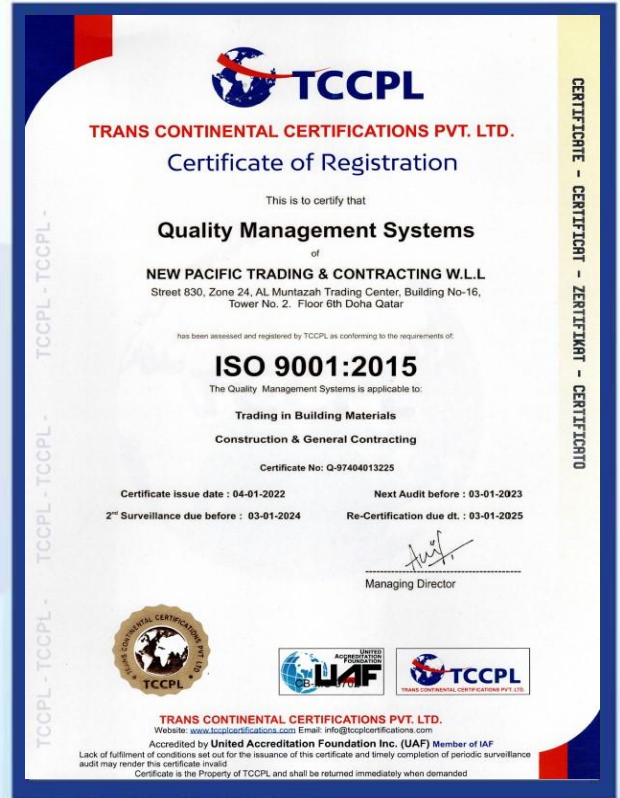 TCCPL
TRANS CONTINENTAL CERTIFICATIONS PVT. LTD.
Certificate of Registration
This is to certify that
Quality Management Systems
of
NEW PACIFIC TRADING & CONTRACTING W.L.L
Street 830, Zone 24, AL Muntazah Trading Center, Building No-16,
Tower No. 2. Floor 6th Doha Qatar
has been assessed and registered by TCCPL as conforming to the requirements of:
ISO 9001:2015
The Quality Management Systems is applicable to:
Trading in Building Materials
Construction & General Contracting
Certificate No: Q-97404013225
Certificate issue date : 04-01-2022
Next Audit before : 03-01-2023
2nd Surveillance due before : 03-01-2024
Re-Certification due dt. : 03-01-2025
Managing Director
TRANS CONTINENTAL CERTIFICATIONS PVT LTD
TCCPL
UNITED
ACCREDITATION
FOUNDATION
UAF
TCCPL
TRANS CONTINENTAL CERTIFICATIONS PVT. LTD.
TRANS CONTINENTAL CERTIFICATIONS PVT. LTD.
Website: www.tccplcertifications.com Email: info@tccplcertifications.com
Accredited by United Accreditation Foundation Inc. (UAF) Member of IAF
Lack of fulfilment of conditions set out for the issuance of this certificate and timely completion of periodic surveillance
audit may render this certificate invalid
Certificate is the Property of TCCPL and shall be returned immediately when demanded
CERTIFICATE - CERTIFICAT - ZERTIFIKAT - CERTIFICATO
TCCPL - TCCPL - TCCPL - TCCPL - TCCPL -